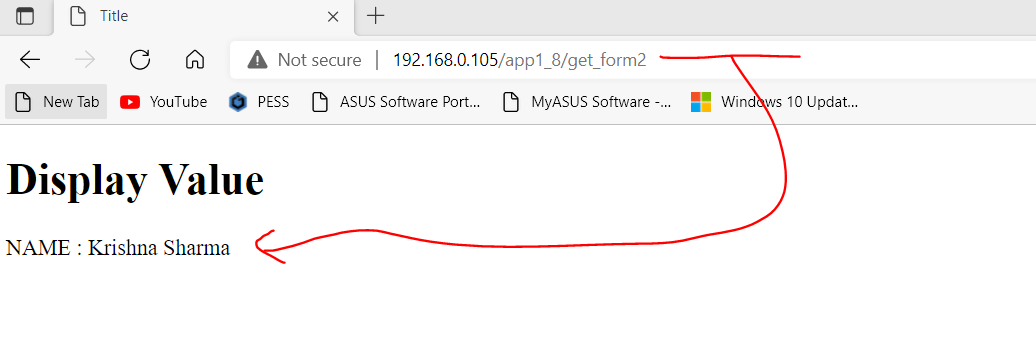 Title
Not secure | 192.168.0.105/app1_8/get_form2
New Tab YouTube PESS ASUS Software Port... MyASUS Software -... Windows 10 Updat...
Display Value
NAME : Krishna Sharma